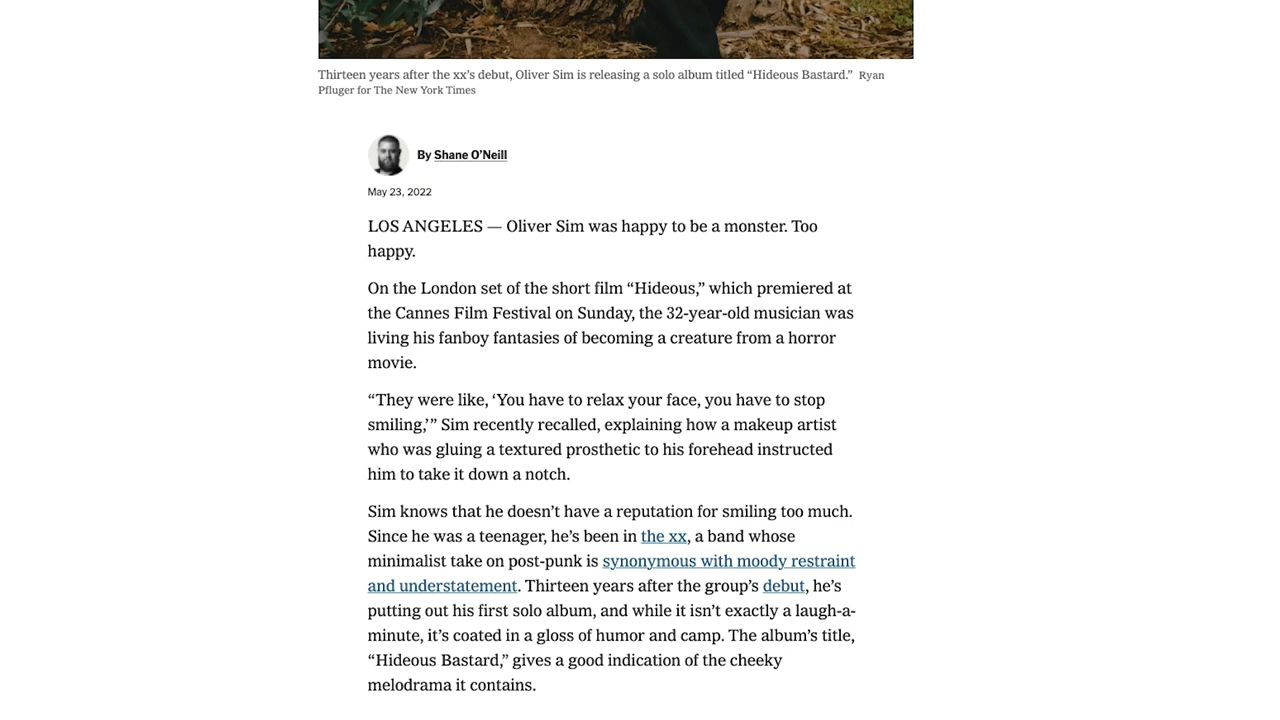 Thirteen years after the xx’s debut, Oliver Sim is releasing a solo album titled “Hideous Bastard.” Ryan
Pfluger for The New York Times
By Shane O’Neill
May 23, 2022
LOS ANGELES — Oliver Sim was happy to be a monster. Too
happy.
On the London set of the short film “Hideous,” which premiered at
the Cannes Film Festival on Sunday, the 32-year-old musician was
living his fanboy fantasies of becoming a creature from a horror
movie.
“They were like, ‘You have to relax your face, you have to stop
smiling,’” Sim recently recalled, explaining how a makeup artist
who was gluing a textured prosthetic to his forehead instructed
him to take it down a notch.
Sim knows that he doesn’t have a reputation for smiling too much.
Since he was a teenager, he’s been in the xx, a band whose
minimalist take on post-punk is synonymous with moody restraint
and understatement. Thirteen years after the group’s debut, he’s
putting out his first solo album, and while it isn’t exactly a laugh-a-
minute, it’s coated in a gloss of humor and camp. The album’s title,
“Hideous Bastard,” gives a good indication of the cheeky
melodrama it contains.